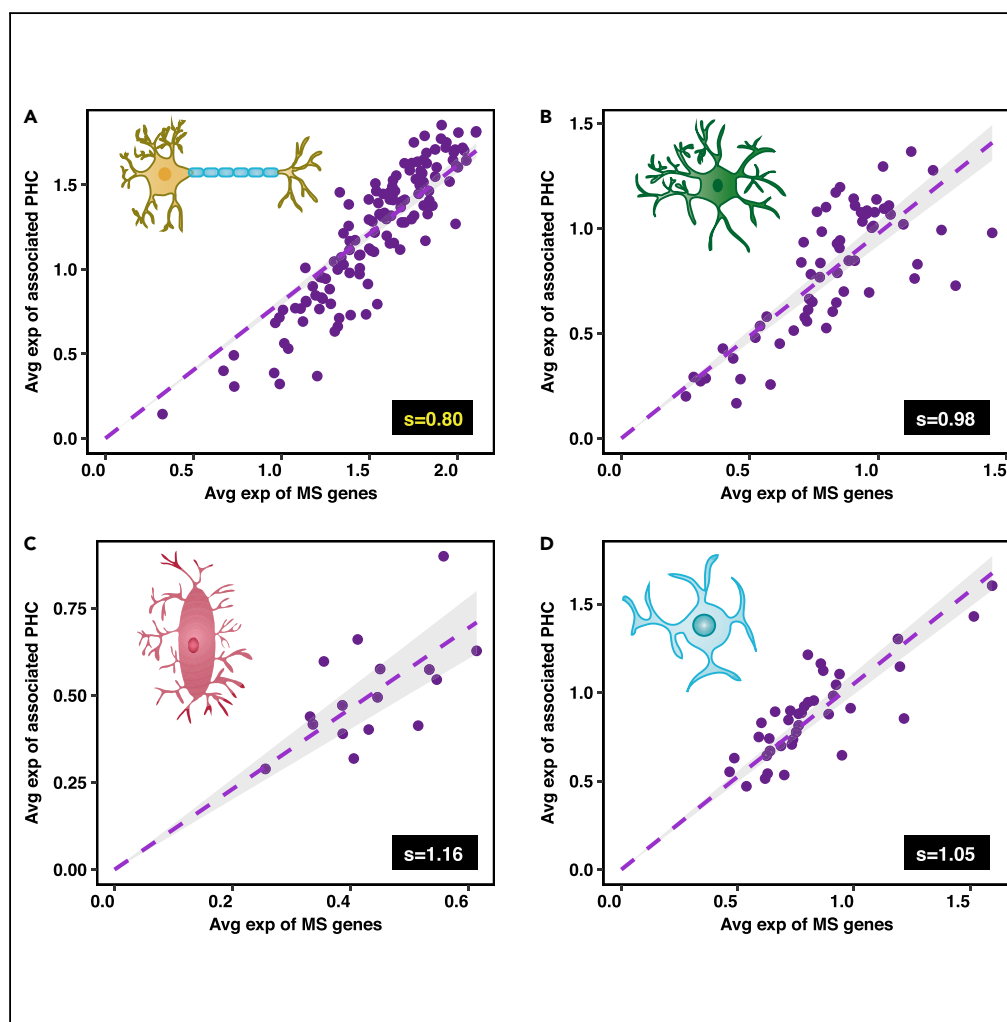 A
Avg exp of associated PHC
1.5
1.0
0.5
0.0
s=0.80
0.0 0.5 1.0 1.5 2.0
Avg exp of MS genes
B
Avg exp of associated PHC
1.5
1.0
0.5
0.0
s=0.98
0.0 0.5 1.0 1.5
Avg exp of MS genes
C
Avg exp of associated PHC
0.75
0.50
0.25
0.00
s=1.16
0.0 0.2 0.4 0.6
Avg exp of MS genes
D
Avg exp of associated PHC
1.5
1.0
0.5
0.0
s=1.05
0.0 0.5 1.0 1.5
Avg exp of MS genes